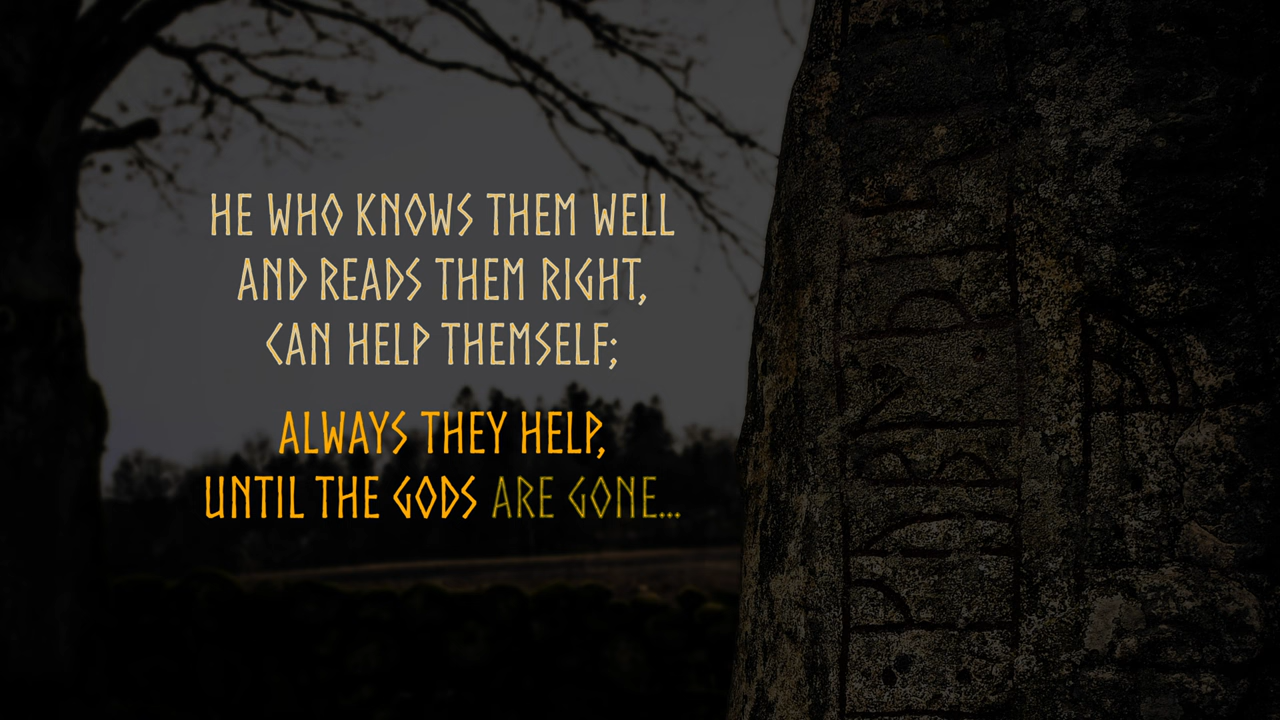 HE WHO KNOWS THEM WELL
AND READS THEM RIGHT,
CAN HELP THEMSELF;
ALWAYS THEY HELP,
UNTIL THE GODS ARE GONE...